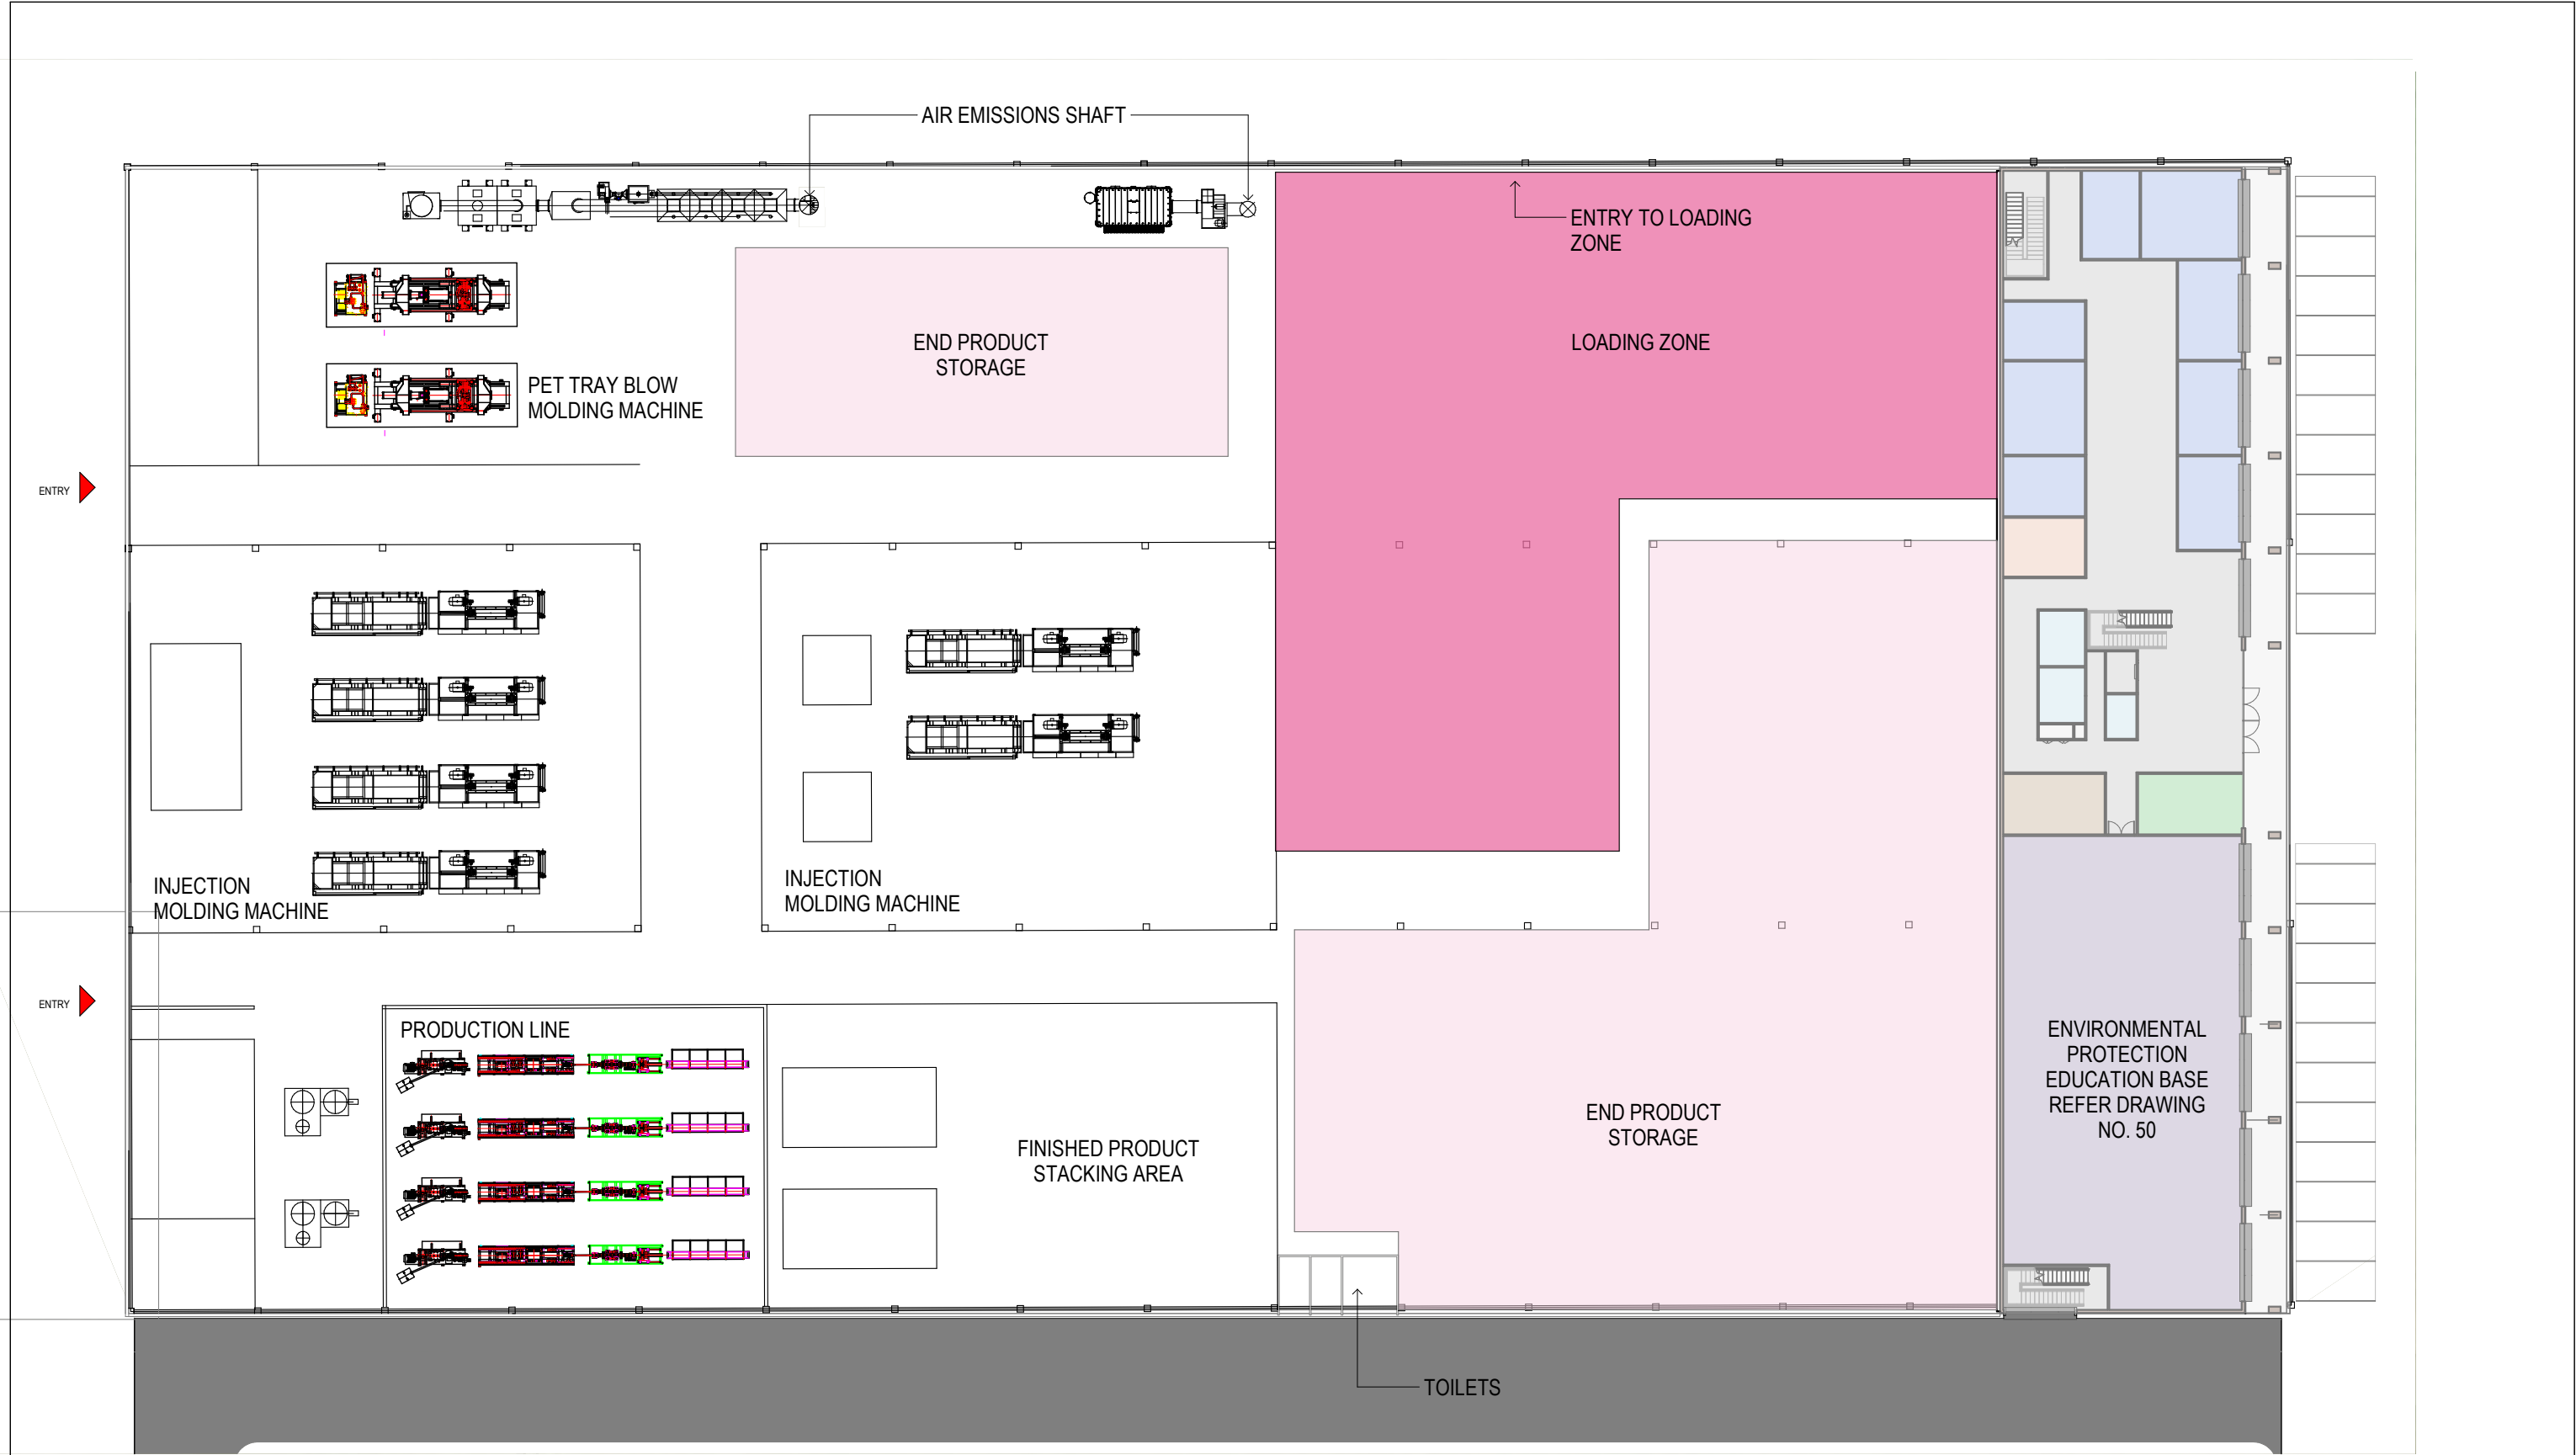 AIR EMISSIONS SHAFT
ENTRY TO LOADING
ZONE
END PRODUCT
STORAGE
LOADING ZONE
PET TRAY BLOW
MOLDING MACHINE
ENTRY
INJECTION
MOLDING MACHINE
INJECTION
MOLDING MACHINE
ENTRY
PRODUCTION LINE
FINISHED PRODUCT
STACKING AREA
END PRODUCT
STORAGE
ENVIRONMENTAL
PROTECTION
EDUCATION BASE
REFER DRAWING
NO. 50
TOILETS